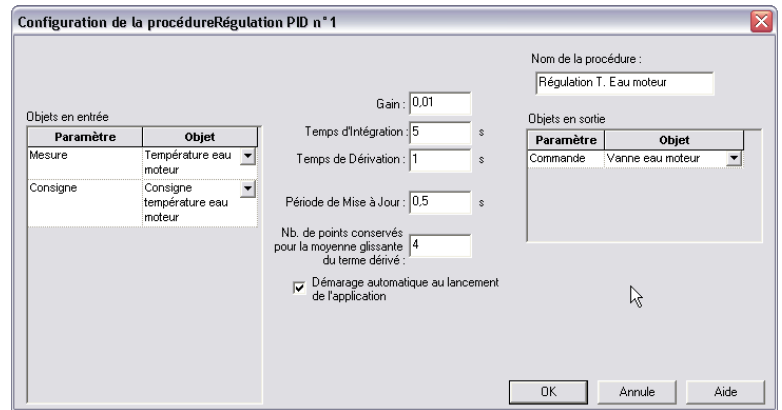 Configuration de la procédureRégulation PID n°1
Nom de la procédure :
Régulation T. Eau moteur
Objets en entrée
Paramètre
Objet
Mesure
Température eau
moteur
Consigne
Consigne
température eau
moteur
Gain :
0,01
Temps d'Intégration :
5
s
Temps de Dérivation :
1
s
Période de Mise à Jour :
0,5
s
Nb. de points conservés
pour la moyenne glissante
du terme dérivé :
4
Démarage automatique au lancement
de l'application
Objets en sortie
Paramètre
Objet
Commande
Vanne eau moteur
OK
Annule
Aide